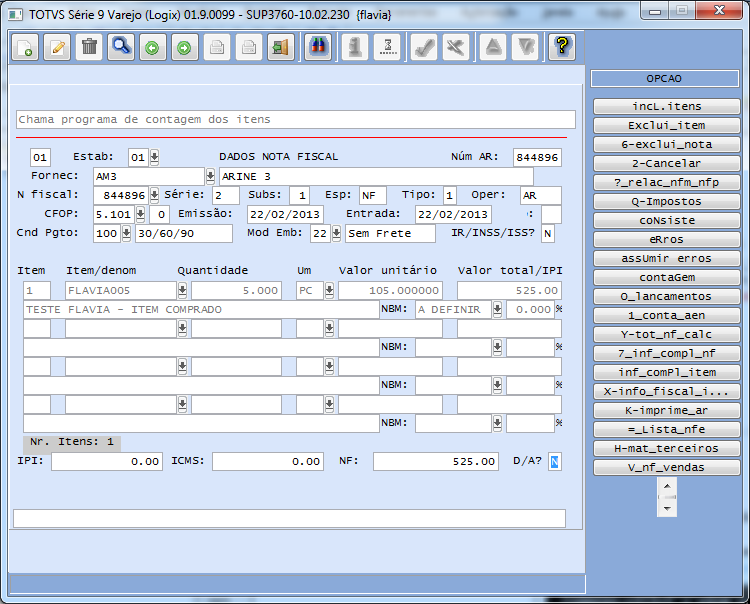 TOTVS Série 9 Varejo (Logix) 01.9.0099 - SUP3760-10.02.230 {flavia}
OPCAO
Chama programa de contagem dos itens
01 Estab: 01 DADOS NOTA FISCAL Núm AR: 844896
Fornec: AM3 ARINE 3
N fiscal: 844896 Série: 2 Subs: 1 Esp: NF Tipo: 1 Oper: AR
CFOP: 5.101 0 Emissão: 22/02/2013 Entrada: 22/02/2013 :
Cnd Pgto: 100 30/60/90 Mod Emb: 22 Sem Frete IR/INSS/ISS? N
Item Item/denom Quantidade Um Valor unitário Valor total/IPI
1 FLAVIA005 5.000 PC 105.000000 525.00
TESTE FLAVIA - ITEM COMPRADO NBM: A DEFINIR 0.000 %
NBM: %
NBM: %
NBM: %
Nr. Itens: 1
IPI: 0.00 ICMS: 0.00 NF: 525.00 D/A? N
incL.itens
Exclui_item
6-exclui_nota
2-Cancelar
?_relac_nfm_nfp
Q-Impostos
coNsiste
eRros
assUmir erros
contaGem
O_lancamentos
1_conta_aen
Y-tot_nf_calc
7_inf_compl_nf
inf_comPl_item
X-info_fiscal_i...
K-imprime_ar
=_Lista_nfe
H-mat_terceiros
V_nf_vendas